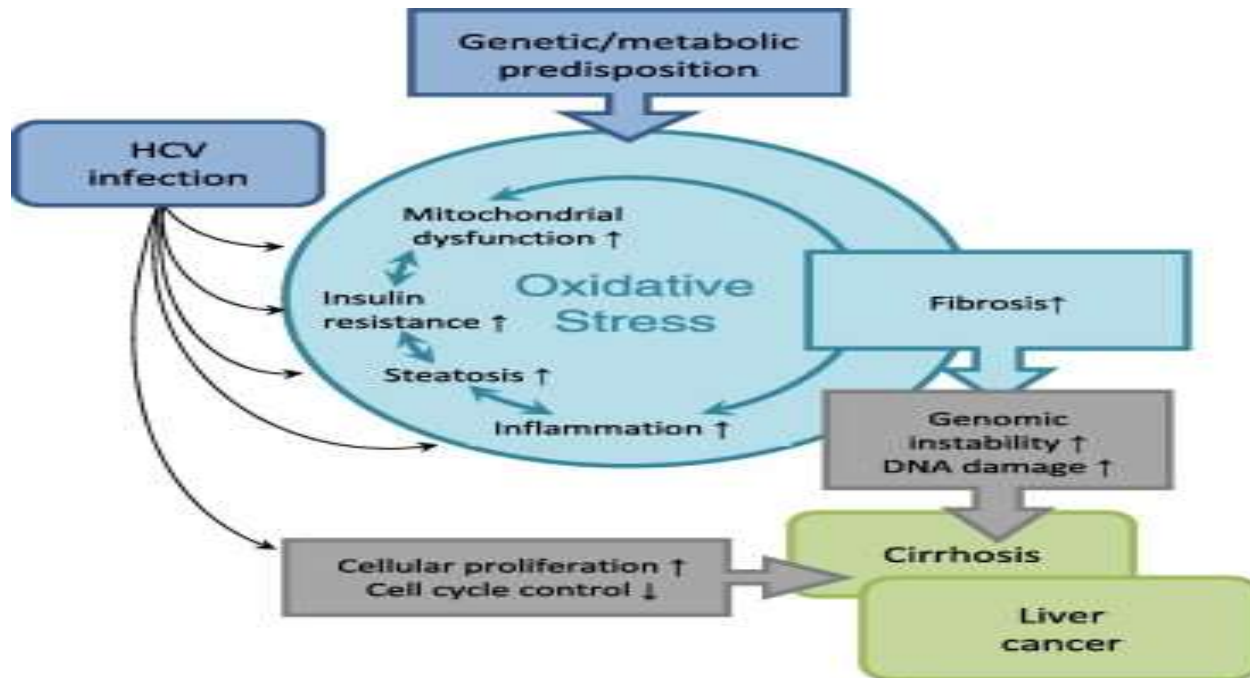 Genetic/metabolic
predisposition
HCV
infection
Mitochondrial
dysfunction ↑
Insulin
resistance ↑
Steatosis ↑
Inflammation ↑
Oxidative
Stress
Fibrosis↑
Genomic
instability ↑
DNA damage ↑
Cellular proliferation ↑
Cell cycle control ↓
Cirrhosis
Liver
cancer